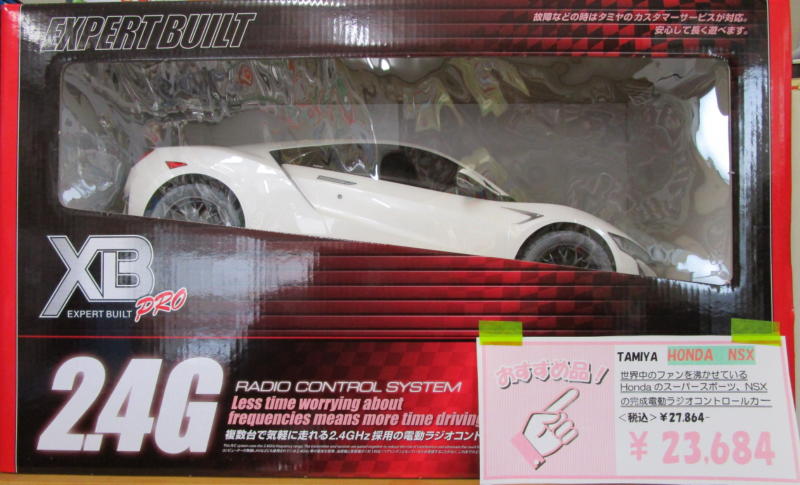 EXPERT BUILT
故障などの時はタミヤのカスタマーサービスが対応。
安心して長く遊べます。
XB
PRO
EXPERT BUILT
2.4G
RADIO CONTROL SYSTEM
Less time worrying about
frequencies means more time driving
複数台で気軽に走れる2.4GHz採用の電動ラジオコント
おすすめ品!
TAMIYA HONDA NSX
世界中のファンを沸かせている
Hondaのスーパースポーツ、NSX
の完成電動ラジオコントロールカー
<税込>¥27.864-
¥23,684